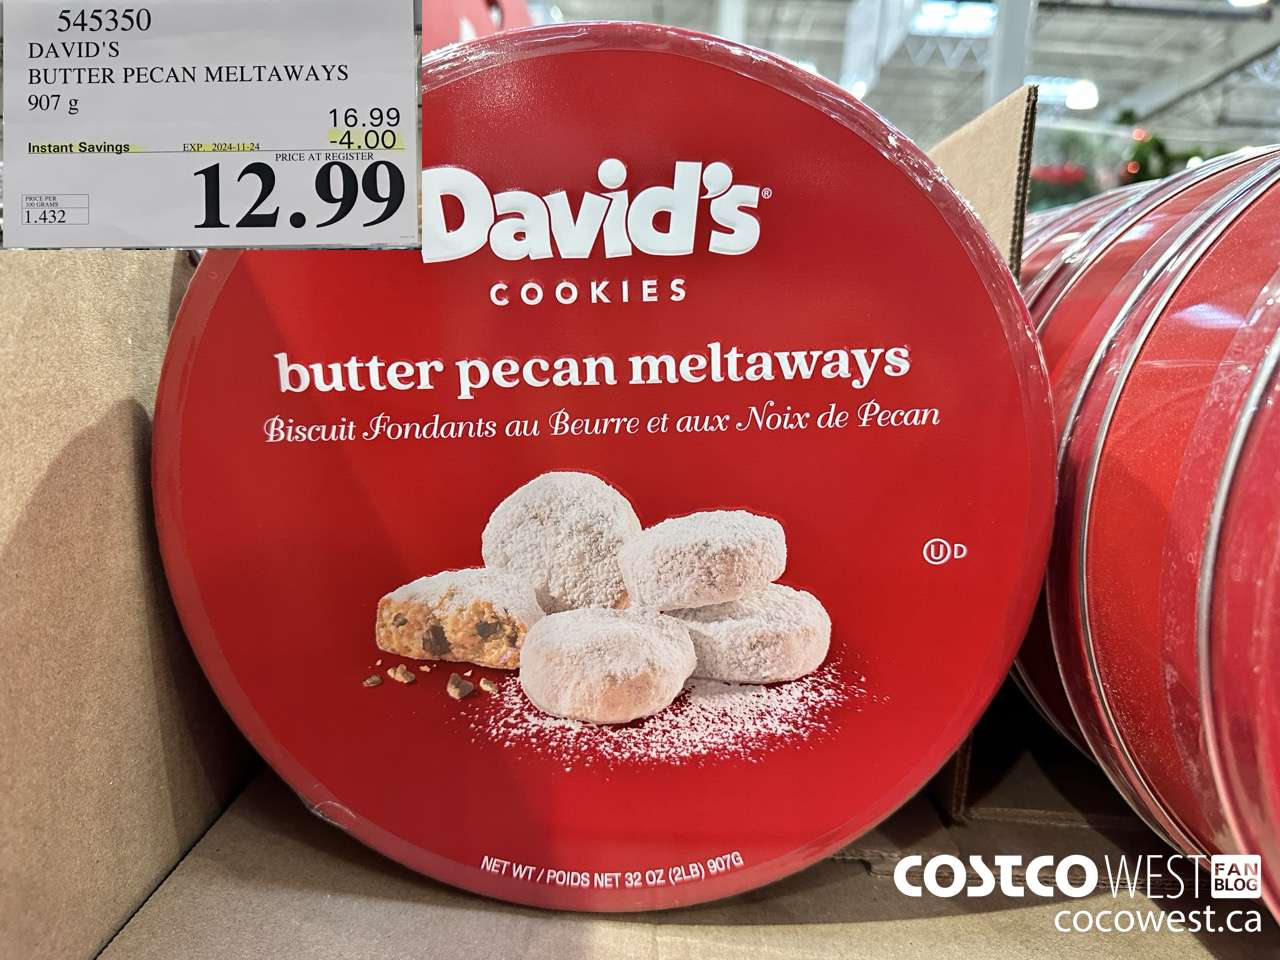 545350
DAVID'S
BUTTER PECAN MELTAWAYS
907 g
16.99
Instant Savings EXP. 2024-11-24 -4.00
PRICE AT REGISTER
12.99
PRICE PER
100 GRAMS
1.432
David's®
COOKIES
butter pecan meltaways
Biscuit Fondants au Beurre et aux Noix de Pecan
U D
NET WT / POIDS NET 32 OZ (2LB) 907G
COSTCO WEST FAN BLOG
cocowest.ca